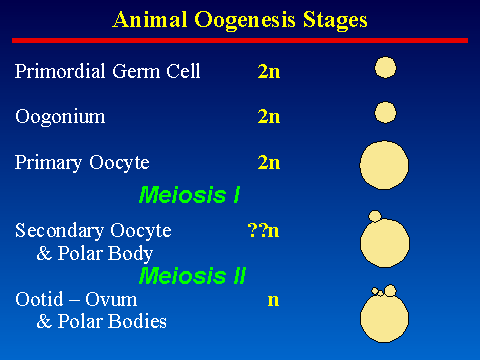 Animal Oogenesis Stages
Primordial Germ Cell 2n
Oogonium 2n
Primary Oocyte 2n
Meiosis I
Secondary Oocyte ??n
& Polar Body
Meiosis II
Ootid – Ovum n
& Polar Bodies